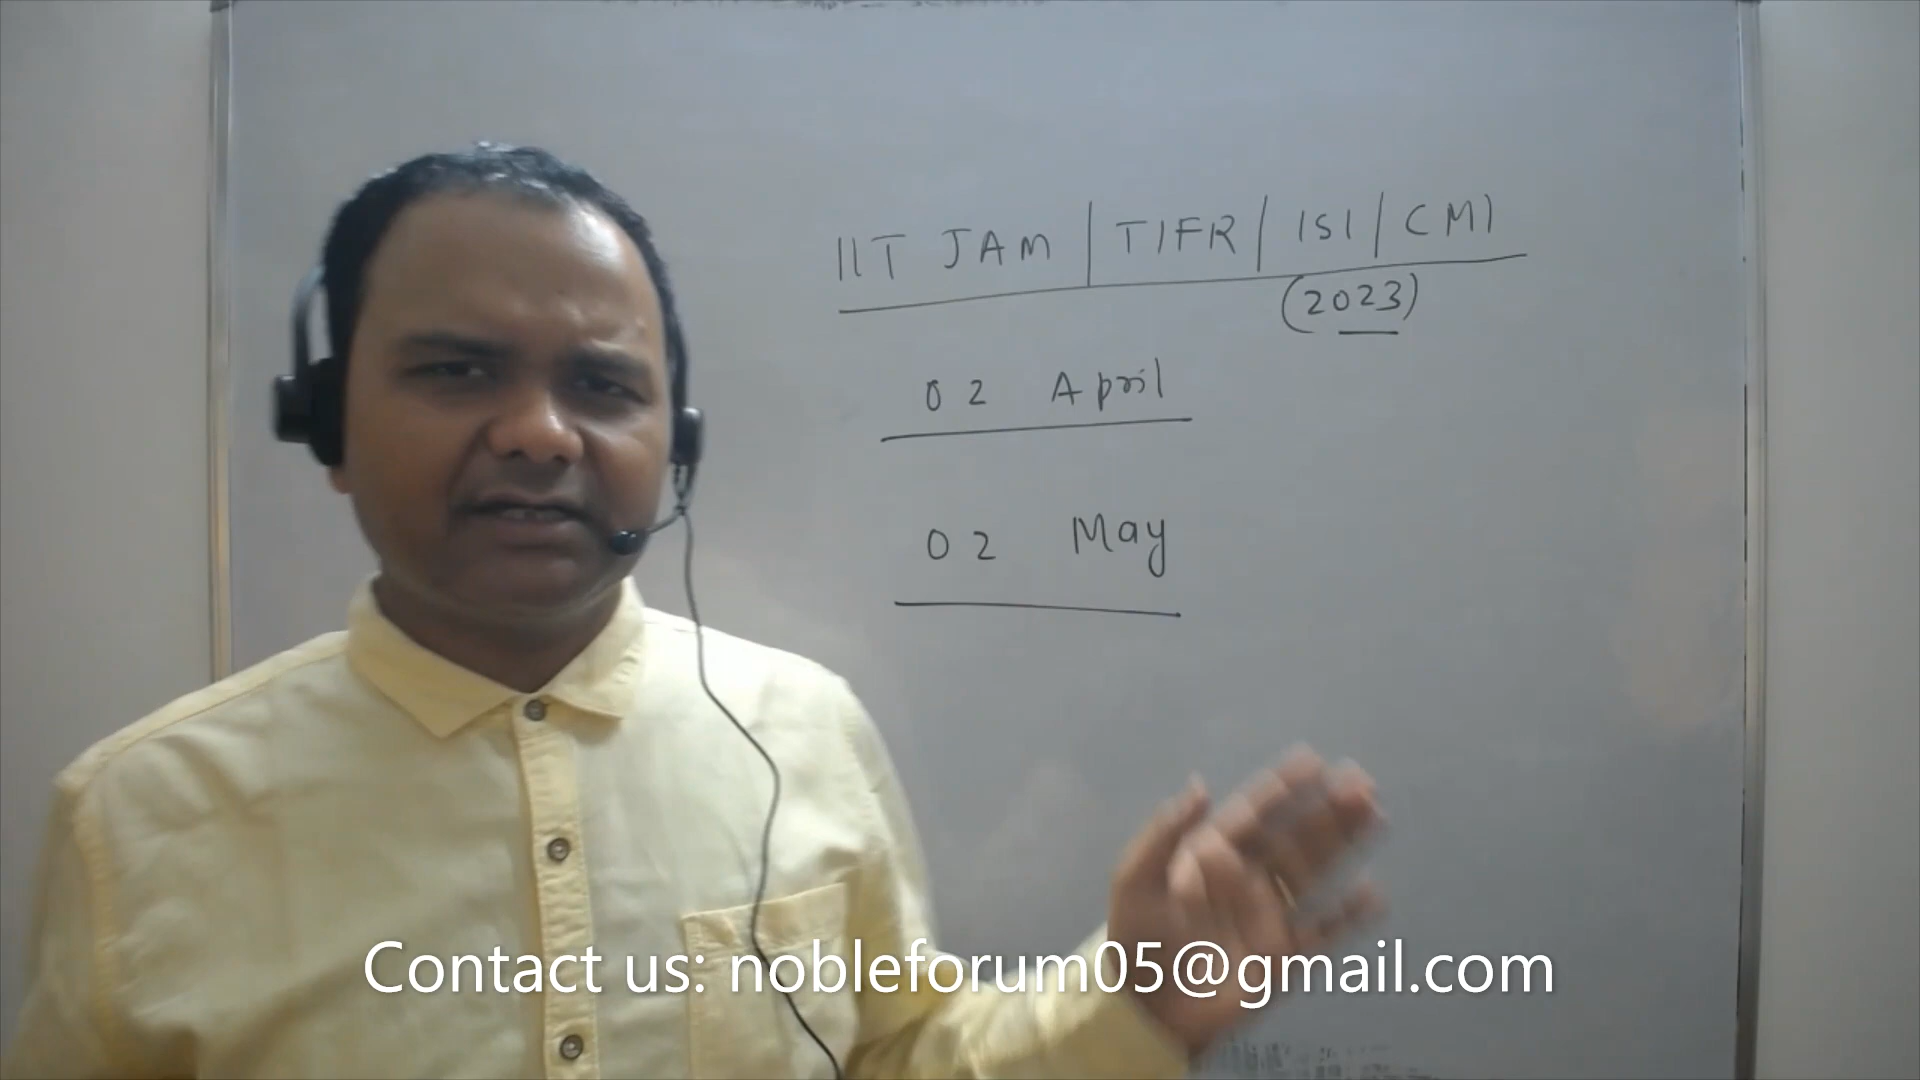 IIT JAM | TIFR / ISI / CMI
(2023)
02 April
02 May
Contact us: nobleforum05@gmail.com